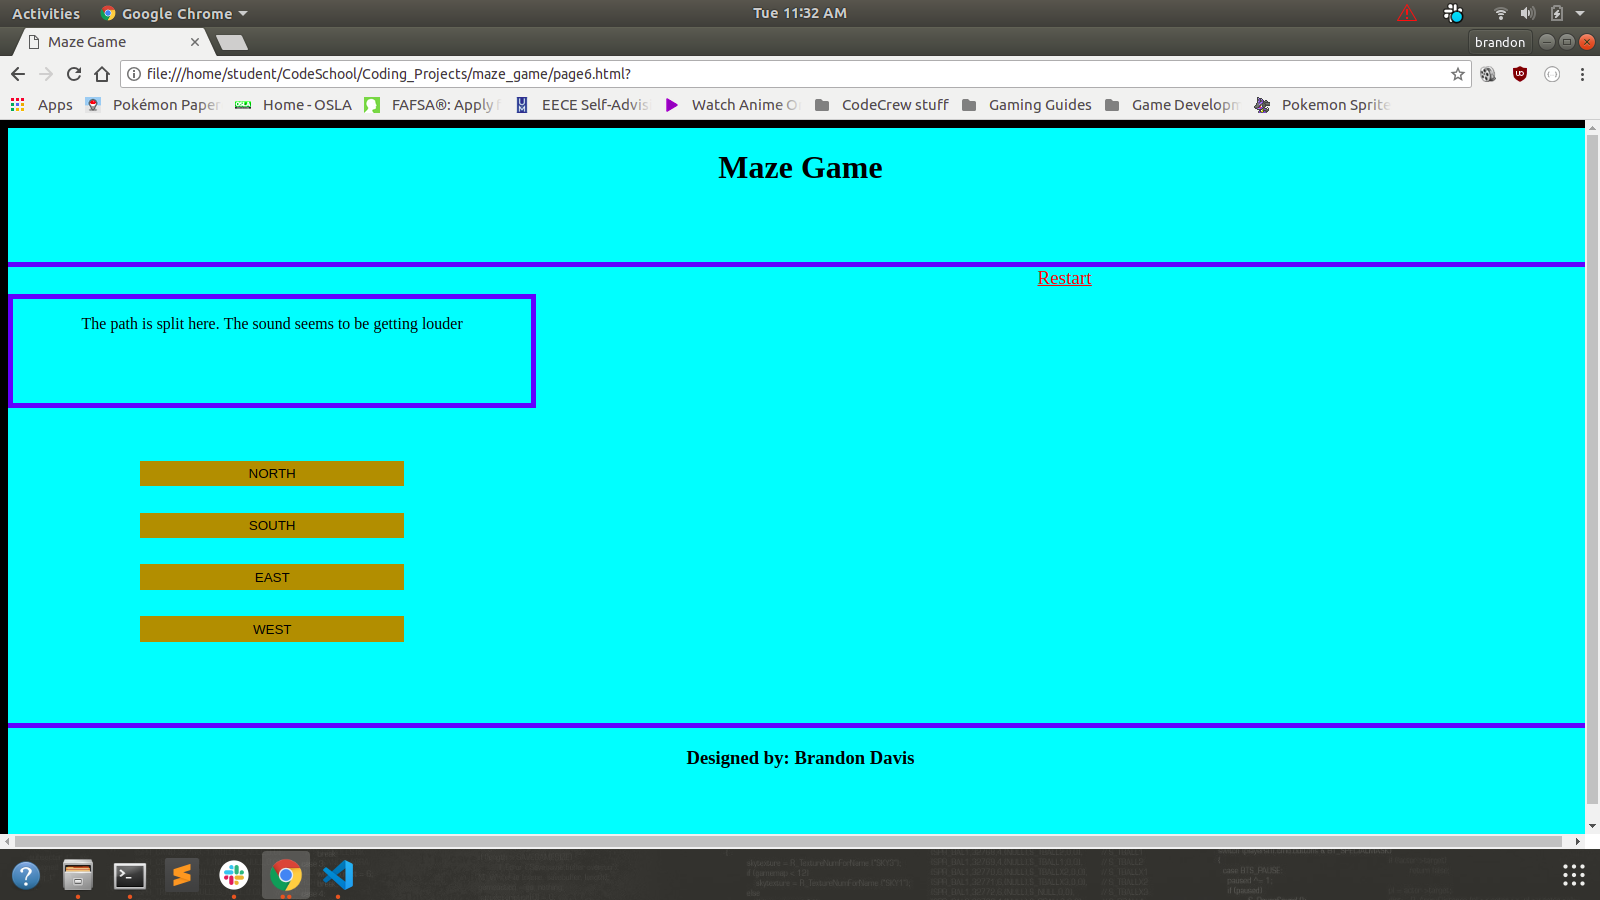 Activities Google Chrome Tue 11:32 AM
Maze Game brandon
file:///home/student/CodeSchool/Coding_Projects/maze_game/page6.html?
Apps Pokémon Paper Home - OSLA FAFSA®: Apply f EECE Self-Advis Watch Anime O CodeCrew stuff Gaming Guides Game Developm Pokemon Sprite
Maze Game
Restart
The path is split here. The sound seems to be getting louder
NORTH
SOUTH
EAST
WEST
Designed by: Brandon Davis